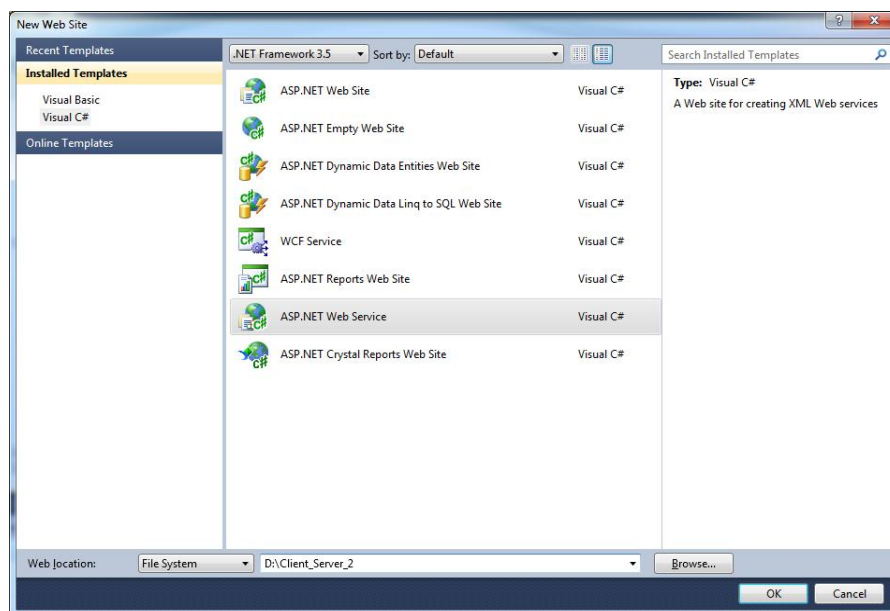 New Web Site
Recent Templates
Installed Templates
Visual Basic
Visual C#
Online Templates
.NET Framework 3.5 Sort by: Default
ASP.NET Web Site Visual C#
ASP.NET Empty Web Site Visual C#
ASP.NET Dynamic Data Entities Web Site Visual C#
ASP.NET Dynamic Data Linq to SQL Web Site Visual C#
WCF Service Visual C#
ASP.NET Reports Web Site Visual C#
ASP.NET Web Service Visual C#
ASP.NET Crystal Reports Web Site Visual C#
Search Installed Templates
Type: Visual C#
A Web site for creating XML Web services
Web location: File System D:\Client_Server_2 Browse...
OK Cancel